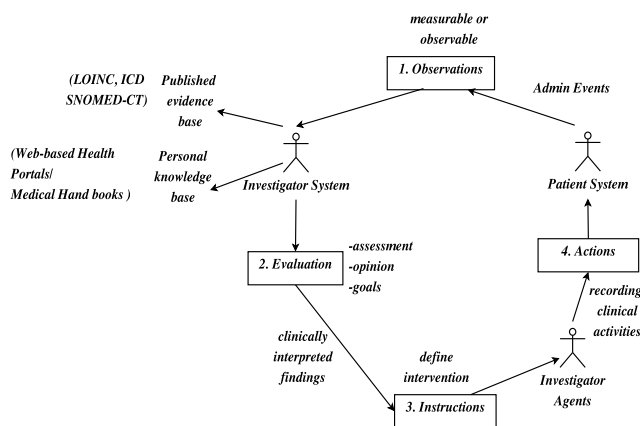 measurable or
observable
1. Observations
(LOINC, ICD
SNOMED-CT)
Published
evidence
base
Admin Events
(Web-based Health
Portals/
Medical Hand books )
Personal
knowledge
base
Investigator System
Patient System
2. Evaluation
-assessment
-opinion
-goals
4. Actions
recording
clinical
activities
clinically
interpreted
findings
define
intervention
Investigator
Agents
3. Instructions